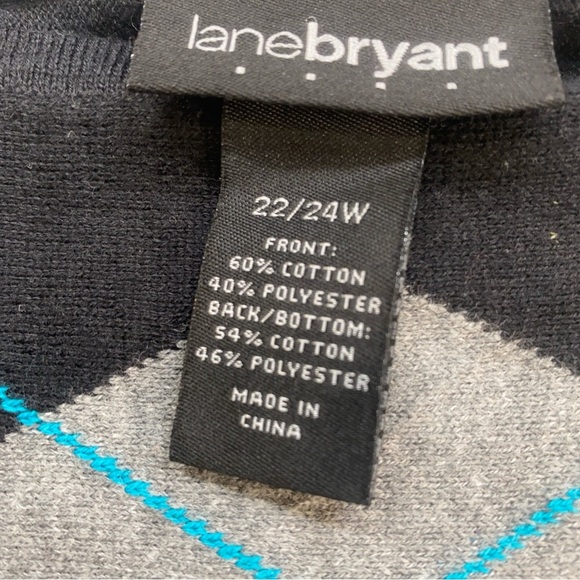 lanebryant
22/24W
FRONT:
60% COTTON
40% POLYESTER
BACK/BOTTOM:
54% COTTON
46% POLYESTER
MADE IN
CHINA